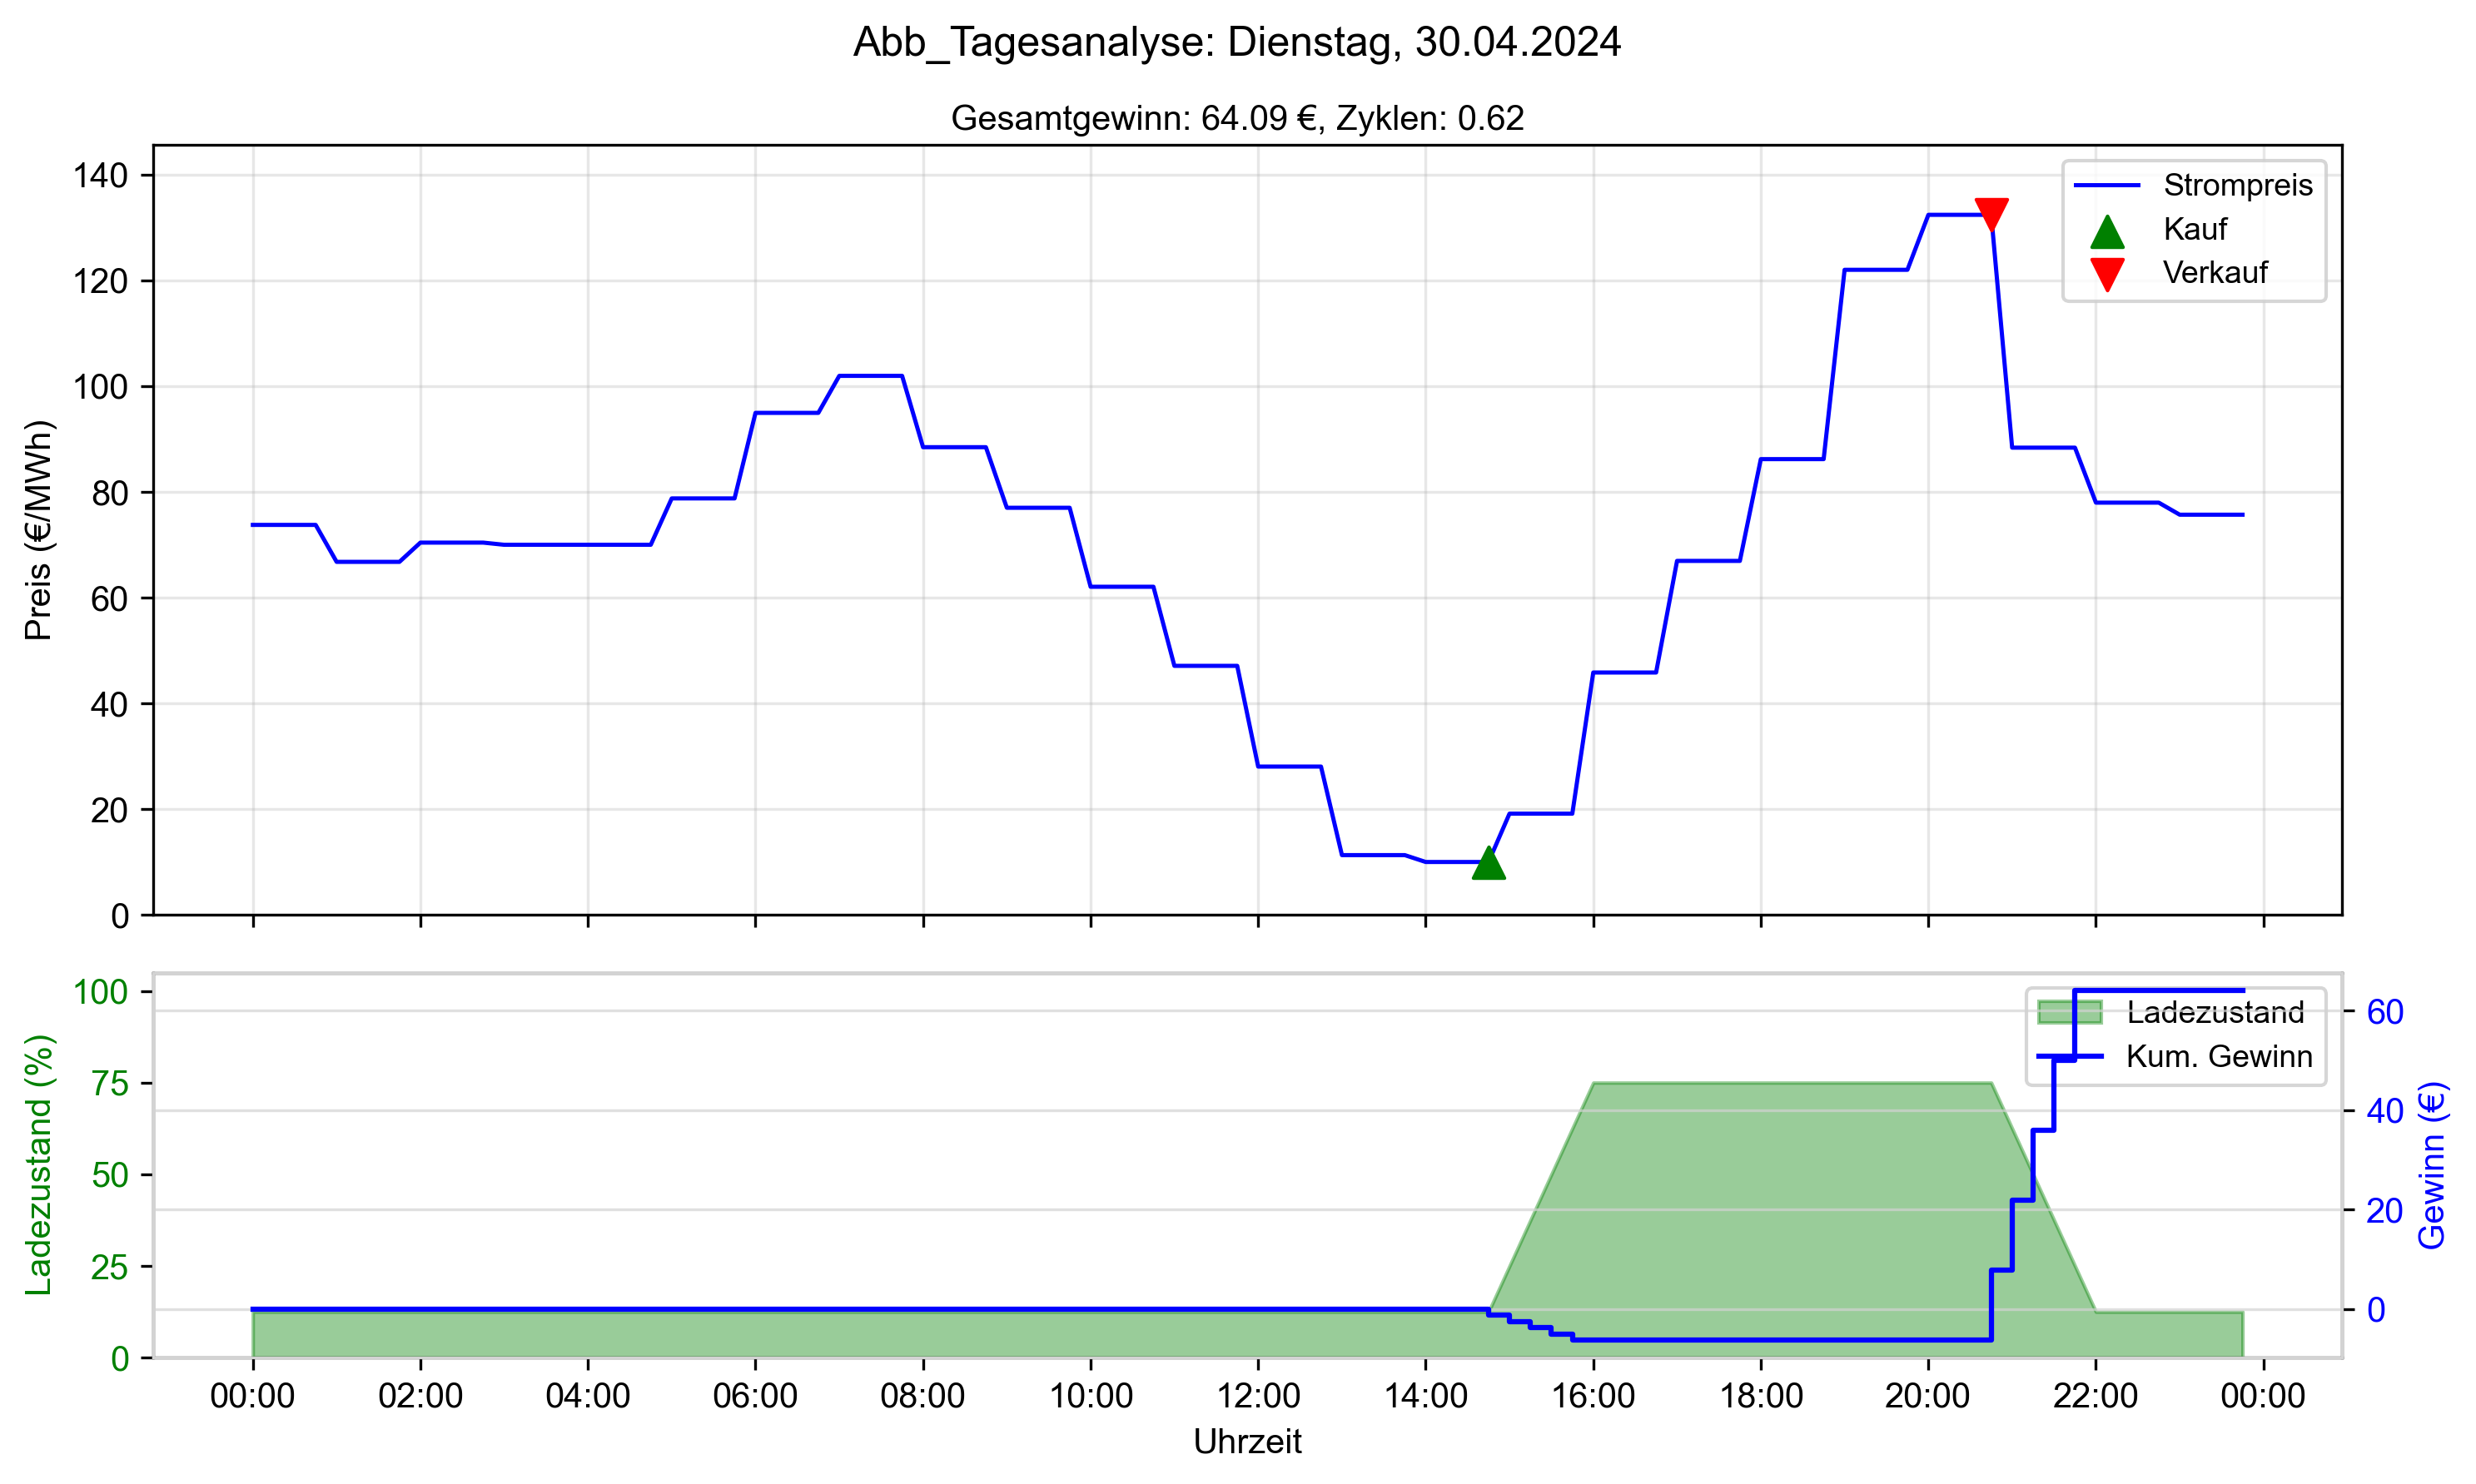 Abb_Tagesanalyse: Dienstag, 30.04.2024
Gesamtgewinn: 64.09 €, Zyklen: 0.62
Preis (€/MWh)
140
120
100
80
60
40
20
0
Strompreis
Kauf
Verkauf
Ladezustand (%)
100
75
50
25
0
Ladezustand
Kum. Gewinn
60
40
20
0
Gewinn (€)
00:00 02:00 04:00 06:00 08:00 10:00 12:00 14:00 16:00 18:00 20:00 22:00 00:00
Uhrzeit